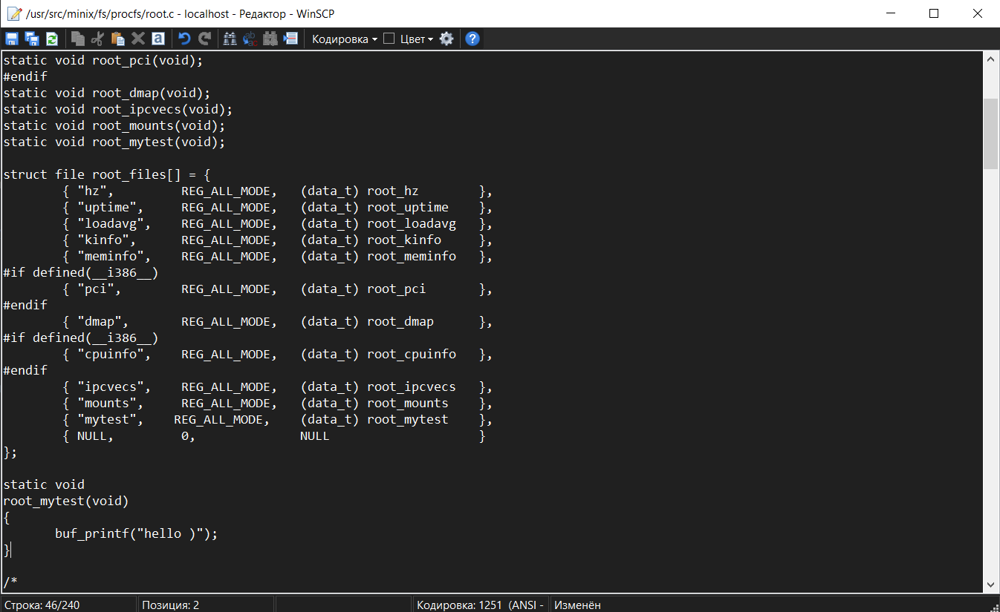 /usr/src/minix/fs/procfs/root.c - localhost - Редактор - WinSCP
Кодировка Цвет
static void root_pci(void);
#endif
static void root_dmap(void);
static void root_ipcvecs(void);
static void root_mounts(void);
static void root_mytest(void);
struct file root_files[] = {
{ "hz", REG_ALL_MODE, (data_t) root_hz },
{ "uptime", REG_ALL_MODE, (data_t) root_uptime },
{ "loadavg", REG_ALL_MODE, (data_t) root_loadavg },
{ "kinfo", REG_ALL_MODE, (data_t) root_kinfo },
{ "meminfo", REG_ALL_MODE, (data_t) root_meminfo },
#if defined(__i386__)
{ "pci", REG_ALL_MODE, (data_t) root_pci },
#endif
{ "dmap", REG_ALL_MODE, (data_t) root_dmap },
#if defined(__i386__)
{ "cpuinfo", REG_ALL_MODE, (data_t) root_cpuinfo },
#endif
{ "ipcvecs", REG_ALL_MODE, (data_t) root_ipcvecs },
{ "mounts", REG_ALL_MODE, (data_t) root_mounts },
{ "mytest", REG_ALL_MODE, (data_t) root_mytest },
{ NULL, 0, NULL }
};
static void
root_mytest(void)
{
buf_printf("hello )");
}
/*
Строка: 46/240 Позиция: 2 Кодировка: 1251 (ANSI - Изменён